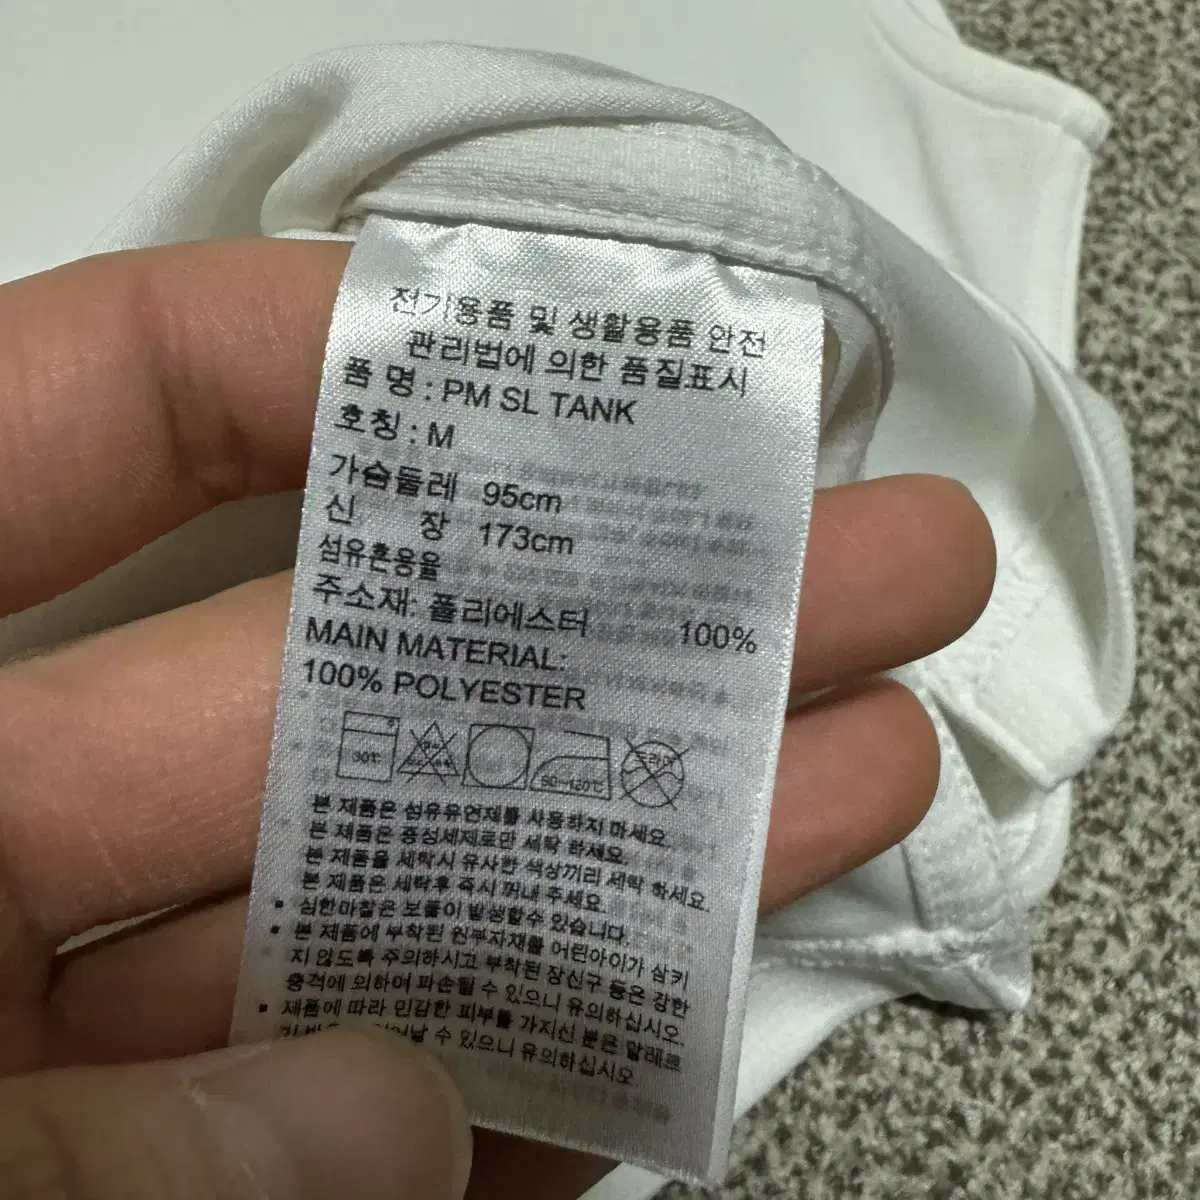 전기용품 및 생활용품 안전
관리법에 의한 품질표시
품 명 : PM SL TANK
호칭 : M
가슴둘레 95cm
신 장 173cm
섬유혼용율
주소재: 폴리에스터 100%
MAIN MATERIAL:
100% POLYESTER
30℃ 80~120℃ 드라이
본 제품은 섬유유연제를 사용하지 마세요.
본 제품은 중성세제로만 세탁 하세요.
본 제품을 세탁시 유사한 색상끼리 세탁 하세요.
본 제품은 세탁후 즉시 꺼내 주세요.
▪ 심한마찰은 보풀이 발생할수 있습니다.
▪ 본 제품에 부착된 원부자재를 어린아이가 삼키
지 않도록 주의하시고 부착된 장신구 등은 강한
충격에 의하여 파손될 수 있으니 유의하십시오.
▪ 제품에 따라 민감한 피부를 가지신 분은 알레르
수 있으니 유의하십시오.